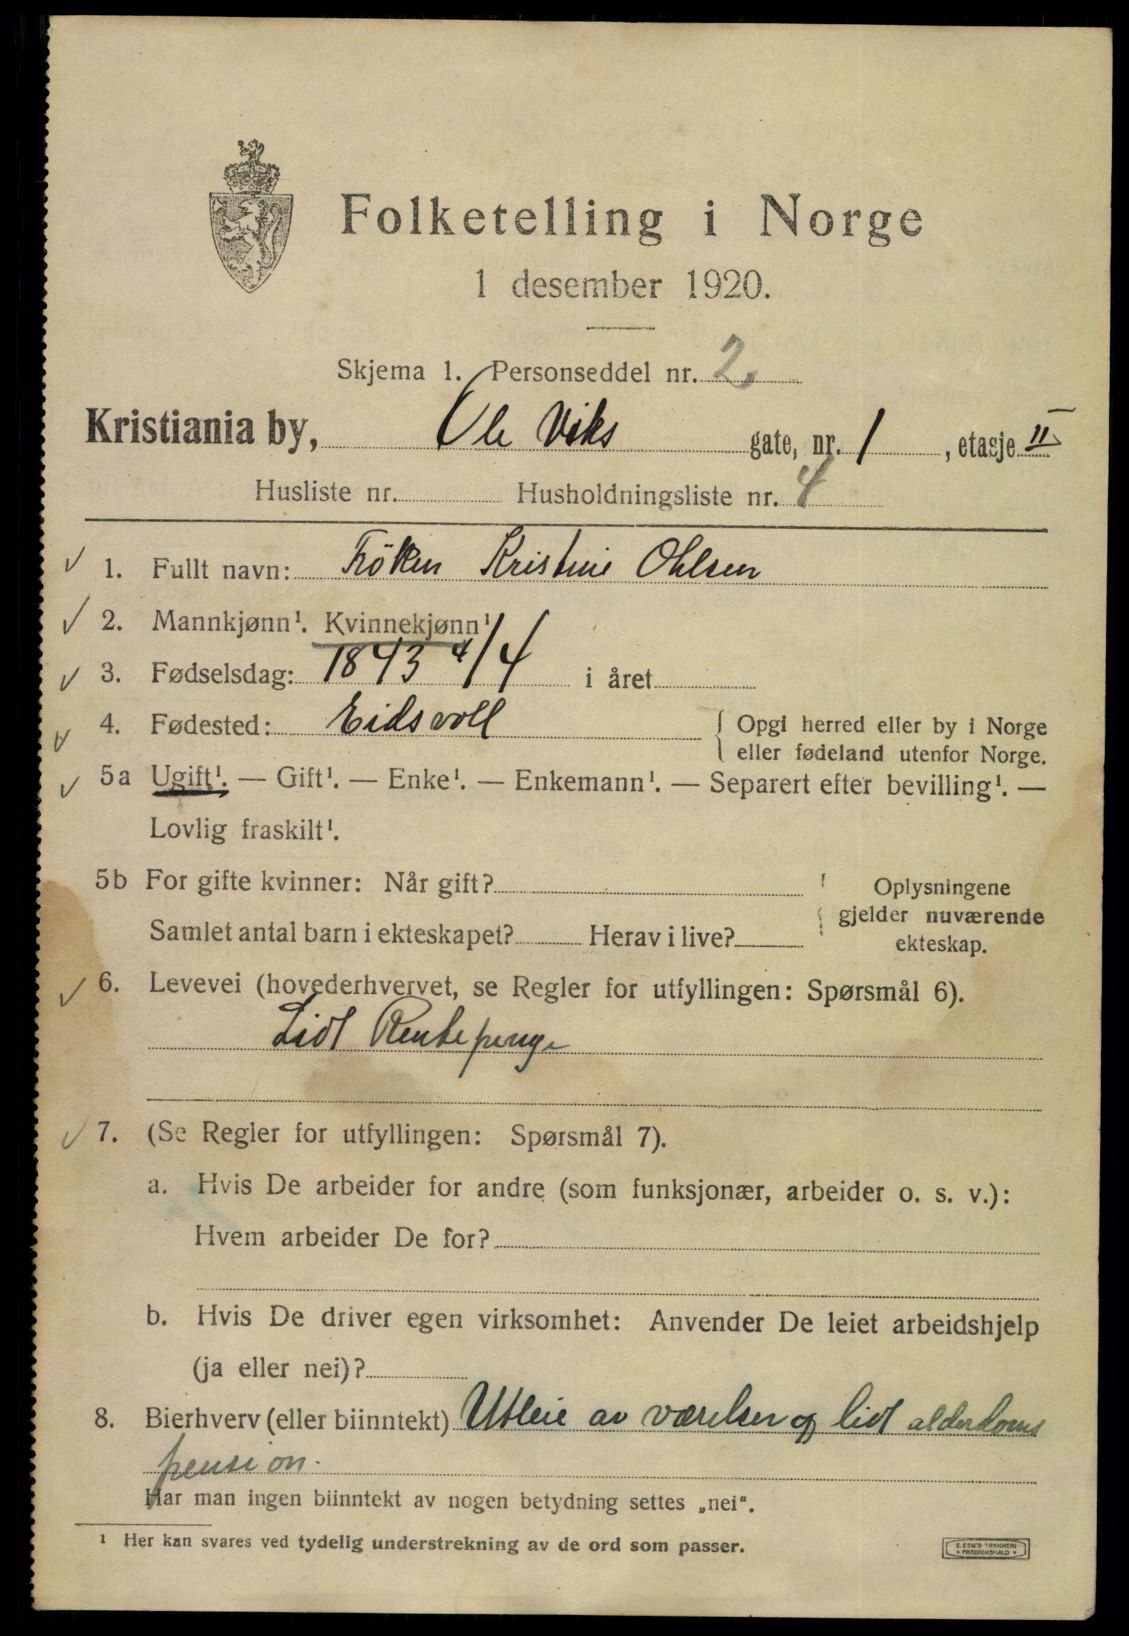 Folketelling i Norge
1 desember 1920.
Skjema 1. Personseddel nr. 2.
Kristiania by, Ole Viks gate, nr. 1, etasje II
Husliste nr. Husholdningsliste nr. 4
1. Fullt navn: Fröken Kristine Ohlsen
2. Mannkjønn¹. Kvinnekjønn¹
3. Fødselsdag: 1843 4/4 i året
4. Fødested: Eidsvoll { Opgi herred eller by i Norge
eller fødeland utenfor Norge.
5a Ugift¹. — Gift¹. — Enke¹. — Enkemann¹. — Separert efter bevilling¹. —
Lovlig fraskilt¹.
5b For gifte kvinner: Når gift? { Oplysningene
gjelder nuværende
Samlet antal barn i ekteskapet? Herav i live? ekteskap.
6. Levevei (hovederhvervet, se Regler for utfyllingen: Spørsmål 6).
Lidt Rentepenge
7. (Se Regler for utfyllingen: Spørsmål 7).
a. Hvis De arbeider for andre (som funksjonær, arbeider o. s. v.):
Hvem arbeider De for?
b. Hvis De driver egen virksomhet: Anvender De leiet arbeidshjelp
(ja eller nei)?
8. Bierhverv (eller biinntekt) Utleie av værelser og lidt alderdoms
pension.
Har man ingen biinntekt av nogen betydning settes „nei“.
¹ Her kan svares ved tydelig understrekning av de ord som passer.
E. SEM'S TRYKKERI
• FREDRIKSHALD •